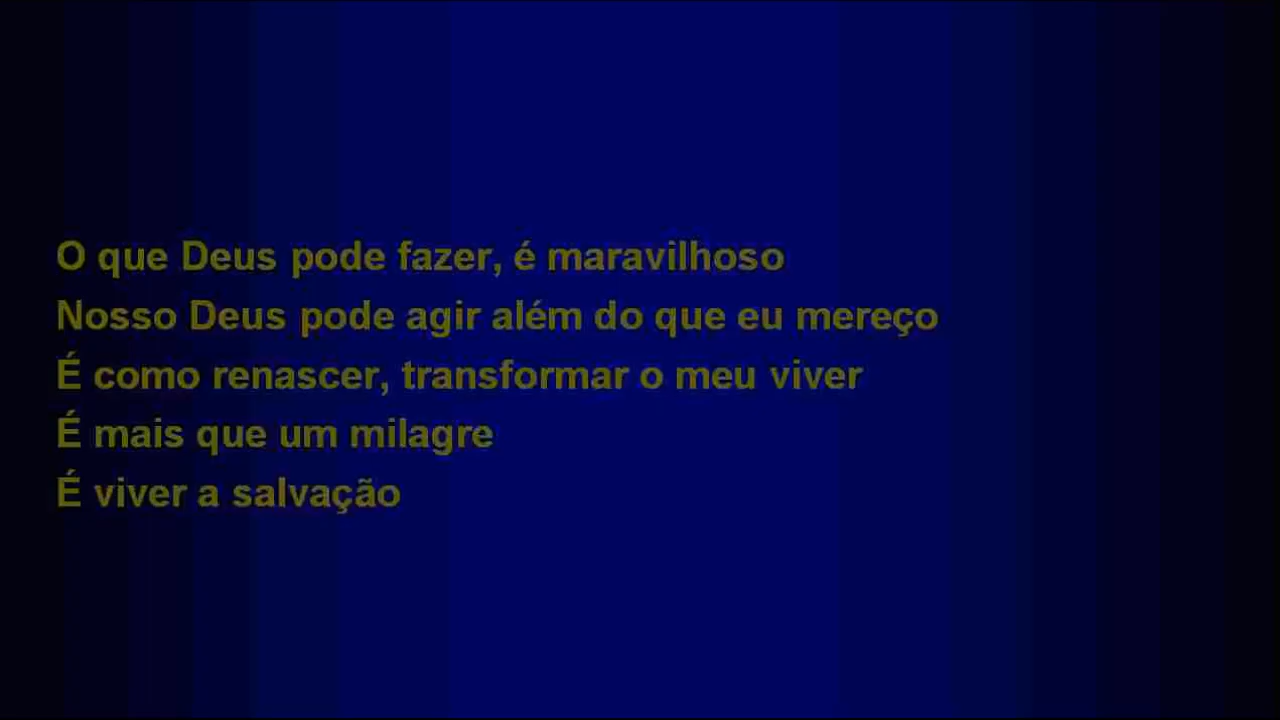 O que Deus pode fazer, é maravilhoso
Nosso Deus pode agir além do que eu mereço
É como renascer, transformar o meu viver
É mais que um milagre
É viver a salvação